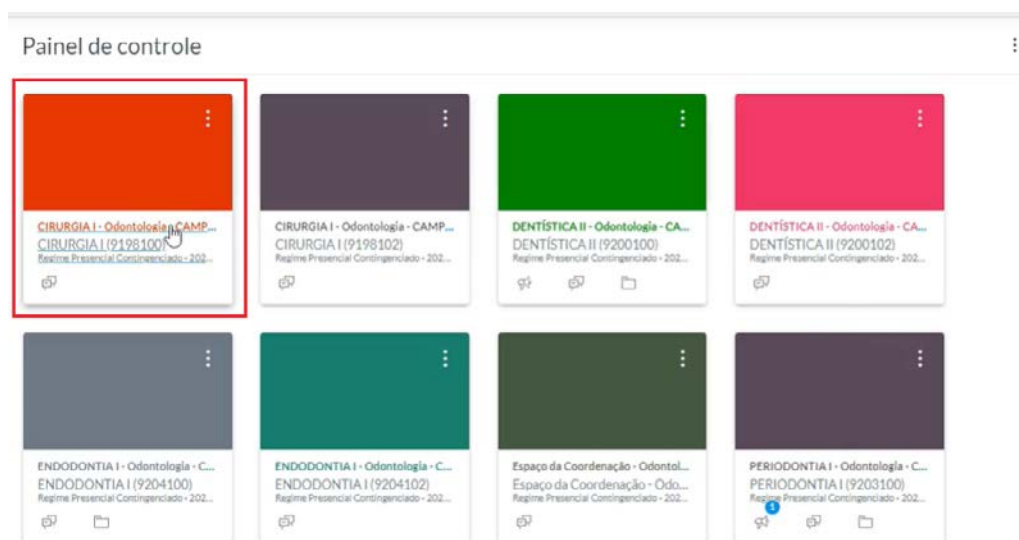 Painel de controle
CIRURGIA I - Odontologia - CAMP...
CIRURGIA I (9198100)
Regime Presencial Contingenciado - 202...
CIRURGIA I - Odontologia - CAMP...
CIRURGIA I (9198102)
Regime Presencial Contingenciado - 202...
DENTÍSTICA II - Odontologia - CA...
DENTÍSTICA II (9200100)
Regime Presencial Contingenciado - 202...
DENTÍSTICA II - Odontologia - CA...
DENTÍSTICA II (9200102)
Regime Presencial Contingenciado - 202...
ENDODONTIA I - Odontologia - C...
ENDODONTIA I (9204100)
Regime Presencial Contingenciado - 202...
ENDODONTIA I - Odontologia - C...
ENDODONTIA I (9204102)
Regime Presencial Contingenciado - 202...
Espaço da Coordenação - Odontol...
Espaço da Coordenação - Odo...
Regime Presencial Contingenciado - 202...
PERIODONTIA I - Odontologia - C...
PERIODONTIA I (9203100)
Regime Presencial Contingenciado - 202...
1